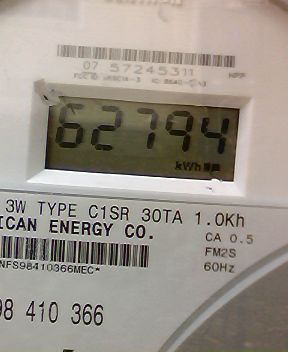 07 57245311 HPP
62794
kWh
3W TYPE C1SR 30TA 1.0Kh
ICAN ENERGY CO.
CA 0.5
FM2S
60Hz
NFS98410366MEC*
98 410 366